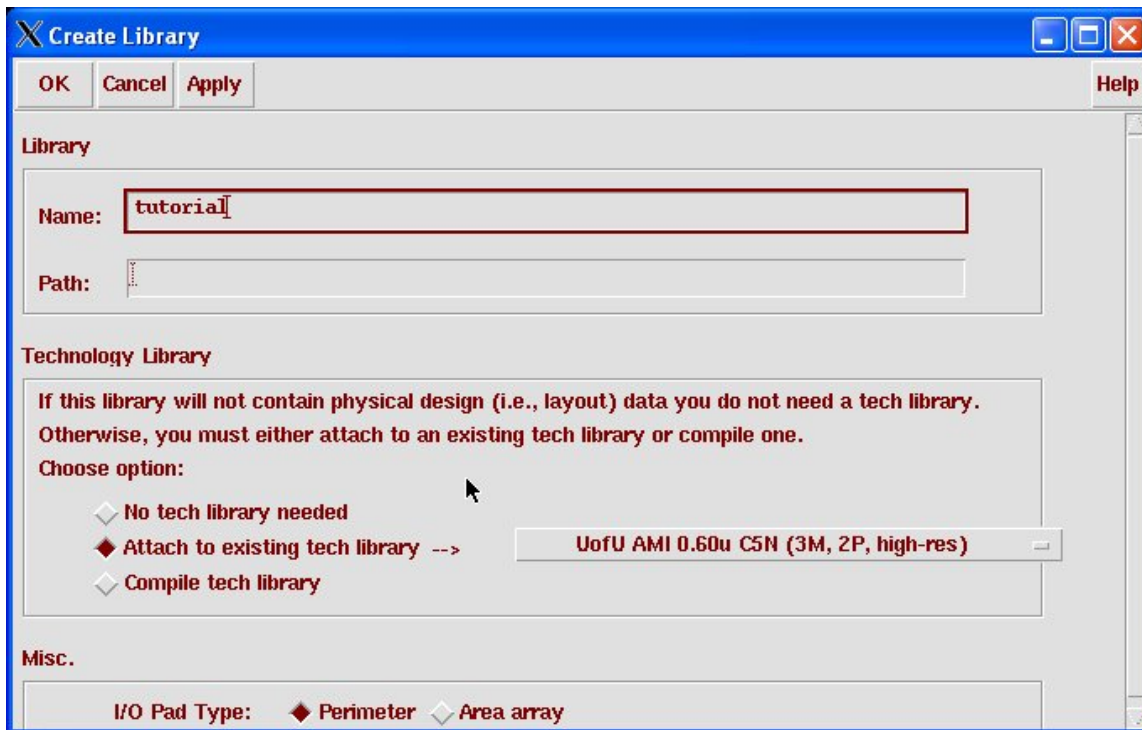 X Create Library
OK Cancel Apply Help
Library
Name: tutorial
Path:
Technology Library
If this library will not contain physical design (i.e., layout) data you do not need a tech library.
Otherwise, you must either attach to an existing tech library or compile one.
Choose option:
No tech library needed
Attach to existing tech library --> UofU AMI 0.60u C5N (3M, 2P, high-res)
Compile tech library
Misc.
I/O Pad Type: Perimeter Area array